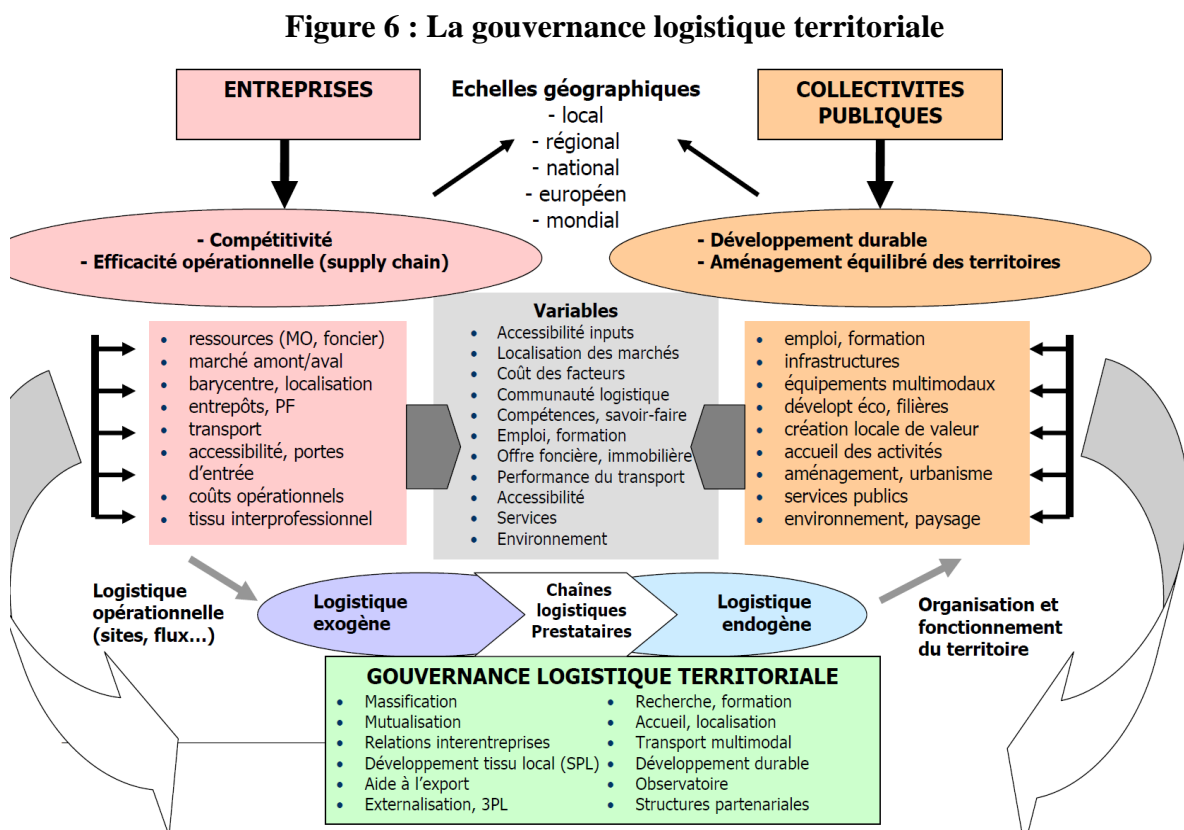 Figure 6 : La gouvernance logistique territoriale
ENTREPRISES
Echelles géographiques
- local
- régional
- national
- européen
- mondial
COLLECTIVITES
PUBLIQUES
- Compétitivité
- Efficacité opérationnelle (supply chain)
- Développement durable
- Aménagement équilibré des territoires
• ressources (MO, foncier)
• marché amont/aval
• barycentre, localisation
• entrepôts, PF
• transport
• accessibilité, portes
d'entrée
• coûts opérationnels
• tissu interprofessionnel
Variables
• Accessibilité inputs
• Localisation des marchés
• Coût des facteurs
• Communauté logistique
• Compétences, savoir-faire
• Emploi, formation
• Offre foncière, immobilière
• Performance du transport
• Accessibilité
• Services
• Environnement
• emploi, formation
• infrastructures
• équipements multimodaux
• dévelopt éco, filières
• création locale de valeur
• accueil des activités
• aménagement, urbanisme
• services publics
• environnement, paysage
Logistique
opérationnelle
(sites, flux...)
Logistique
exogène
Chaînes
logistiques
Prestataires
Logistique
endogène
Organisation et
fonctionnement
du territoire
GOUVERNANCE LOGISTIQUE TERRITORIALE
• Massification
• Mutualisation
• Relations interentreprises
• Développement tissu local (SPL)
• Aide à l'export
• Externalisation, 3PL
• Recherche, formation
• Accueil, localisation
• Transport multimodal
• Développement durable
• Observatoire
• Structures partenariales